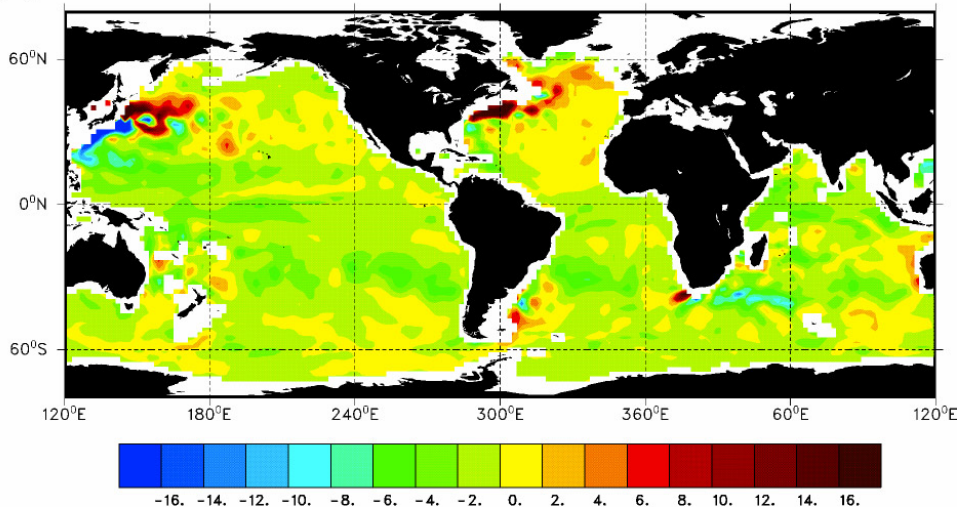 60⁰N
0⁰N
60⁰S
120⁰E 180⁰E 240⁰E 300⁰E 360⁰E 60⁰E 120⁰E
-16. -14. -12. -10. -8. -6. -4. -2. 0. 2. 4. 6. 8. 10. 12. 14. 16.